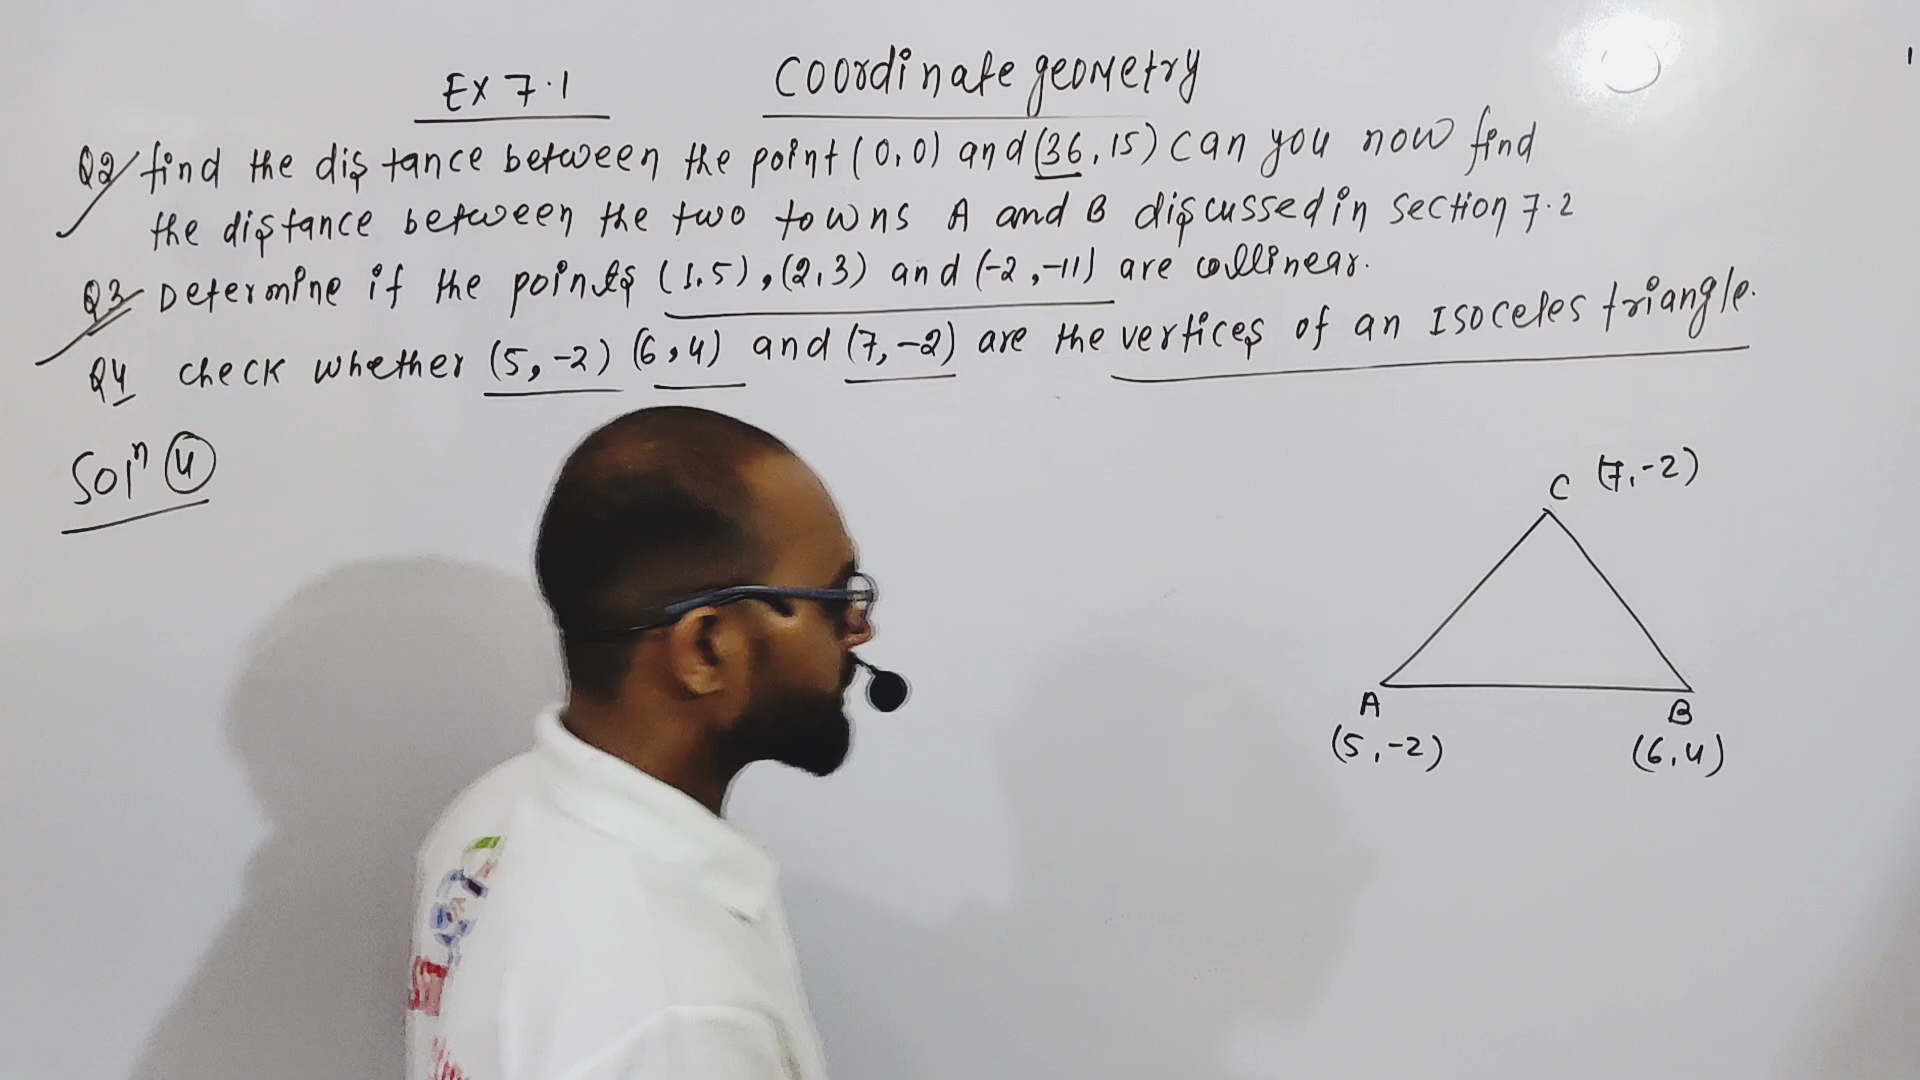 Ex 7.1 Coordinate geometry
Q2 find the distance between the point (0,0) and (36,15) can you now find
the distance between the two towns A and B discussed in section 7.2
Q3 Determine if the points (1,5), (2,3) and (-2,-11) are collinear.
Q4 check whether (5,-2) (6,4) and (7,-2) are the vertices of an Isoceles triangle.
Solⁿ 4
C (7,-2)
A
B
(5,-2)
(6,4)